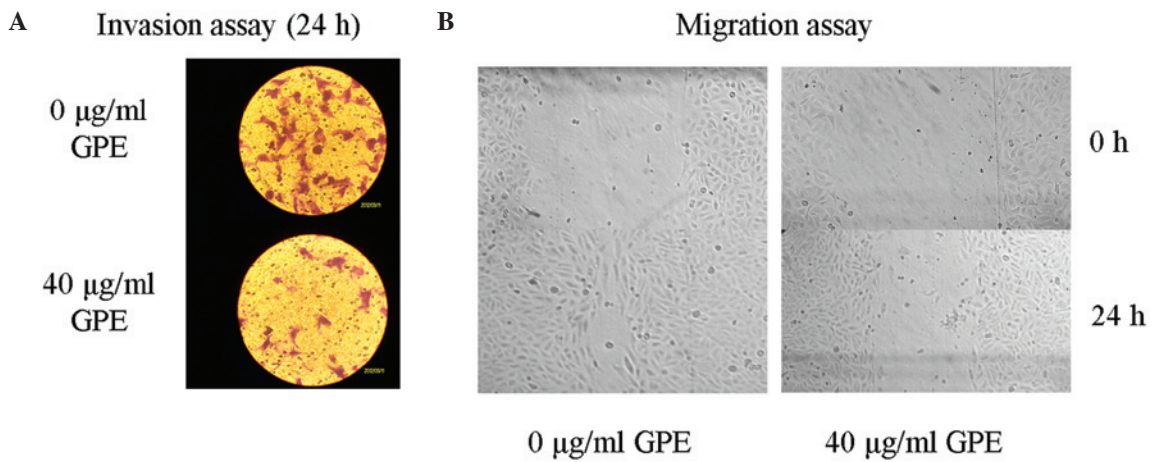 A
Invasion assay (24 h)
0 µg/ml
GPE
40 µg/ml
GPE
B
Migration assay
0 h
24 h
0 µg/ml GPE
40 µg/ml GPE